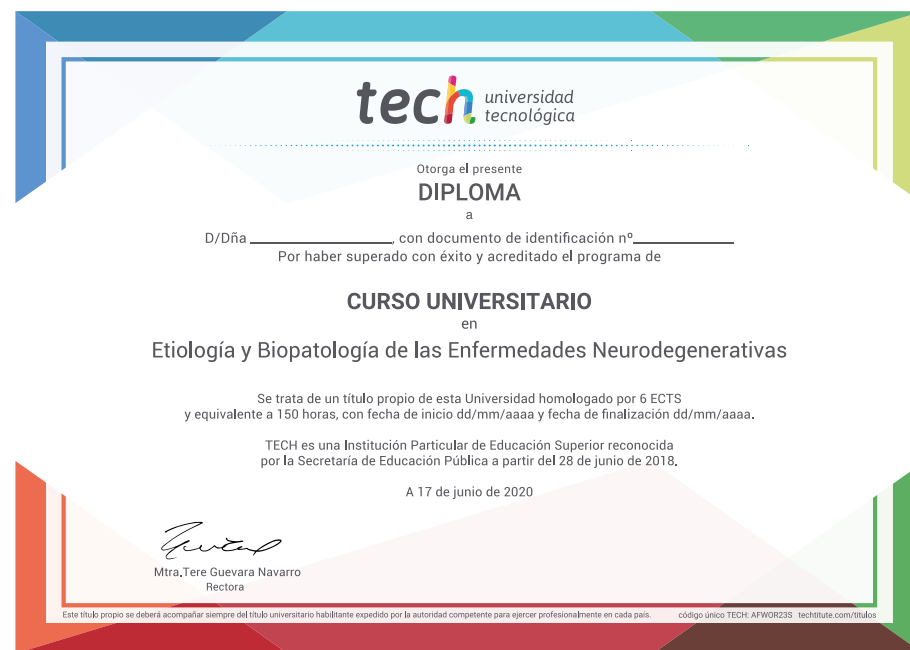 tech universidad
tecnológica
Otorga el presente
DIPLOMA
a
D/Dña ____________________, con documento de identificación nº______________
Por haber superado con éxito y acreditado el programa de
CURSO UNIVERSITARIO
en
Etiología y Biopatología de las Enfermedades Neurodegenerativas
Se trata de un título propio de esta Universidad homologado por 6 ECTS
y equivalente a 150 horas, con fecha de inicio dd/mm/aaaa y fecha de finalización dd/mm/aaaa.
TECH es una Institución Particular de Educación Superior reconocida
por la Secretaría de Educación Pública a partir del 28 de junio de 2018.
A 17 de junio de 2020
Mtra.Tere Guevara Navarro
Rectora
Este título propio se deberá acompañar siempre del título universitario habilitante expedido por la autoridad competente para ejercer profesionalmente en cada país. código único TECH: AFWOR23S techtitute.com/titulos